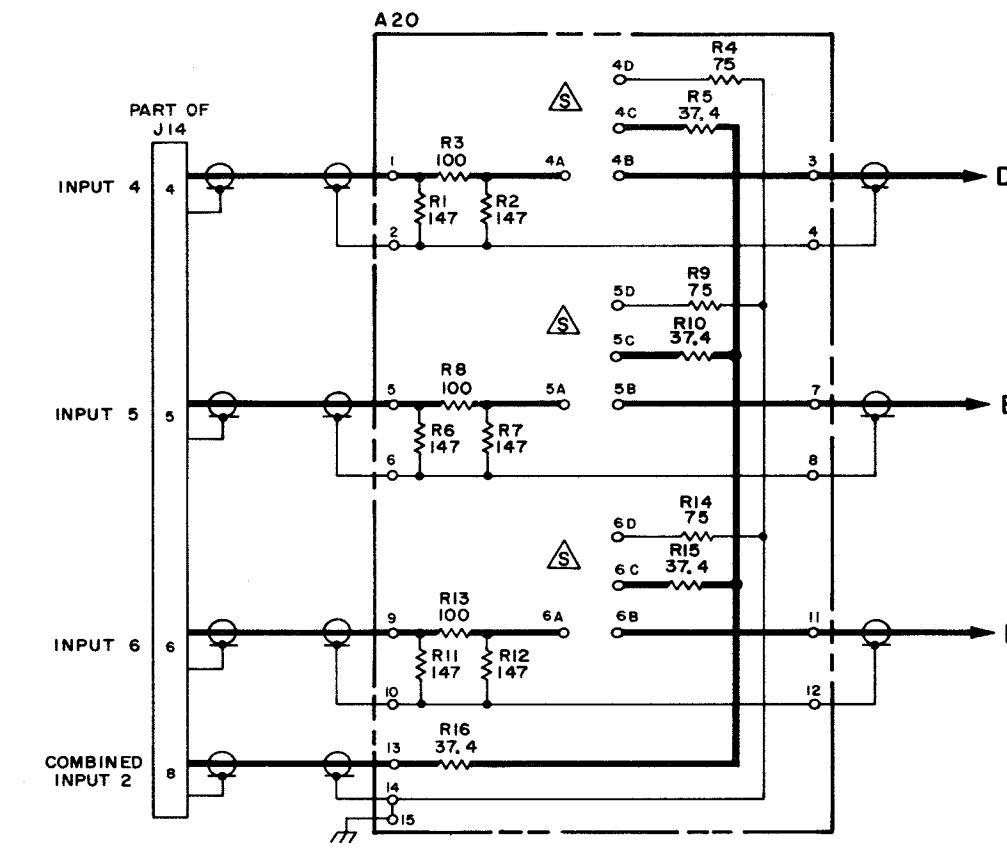 A20
4D
R4
75
S
4C
R5
37.4
PART OF
J14
INPUT 4
4
1
R3
100
4A
4B
3
R1
147
R2
147
2
4
5D
R9
75
S
5C
R10
37.4
INPUT 5
5
5
R8
100
5A
5B
7
R6
147
R7
147
6
8
6D
R14
75
S
6C
R15
37.4
INPUT 6
6
9
R13
100
6A
6B
11
R11
147
R12
147
10
12
COMBINED
INPUT 2
8
13
R16
37.4
14
15